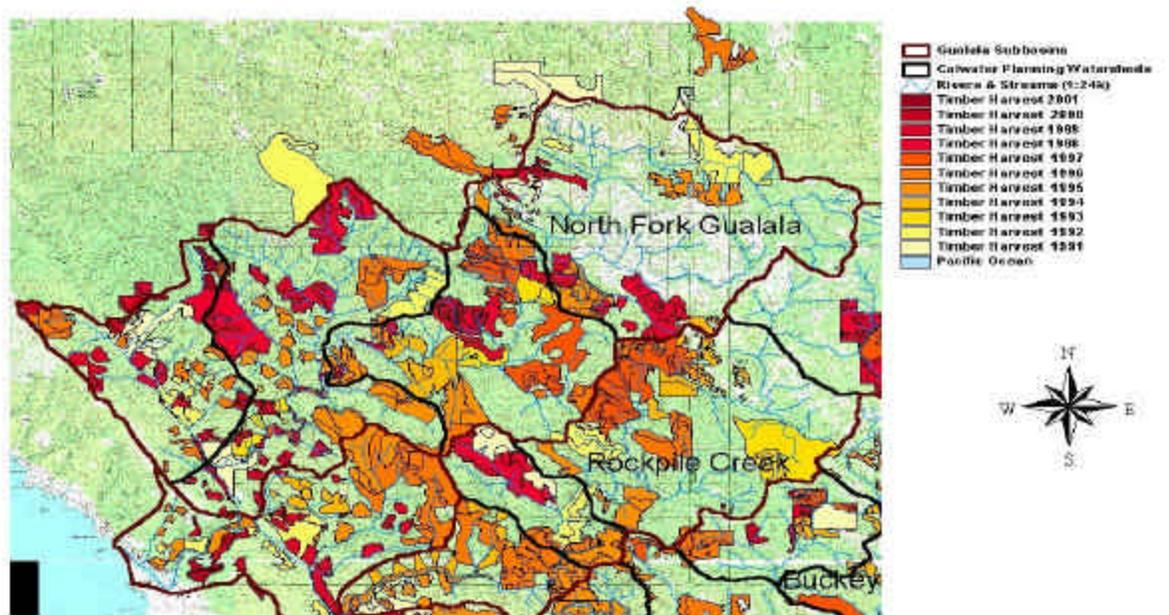 Gualala Subbasins
Calwater Planning Watersheds
Rivers & Streams (1:24k)
Timber Harvest 2001
Timber Harvest 2000
Timber Harvest 1999
Timber Harvest 1998
Timber Harvest 1997
Timber Harvest 1996
Timber Harvest 1995
Timber Harvest 1994
Timber Harvest 1993
Timber Harvest 1992
Timber Harvest 1991
Pacific Ocean
North Fork Gualala
N
W E
S
Rockpile Creek
Buckey